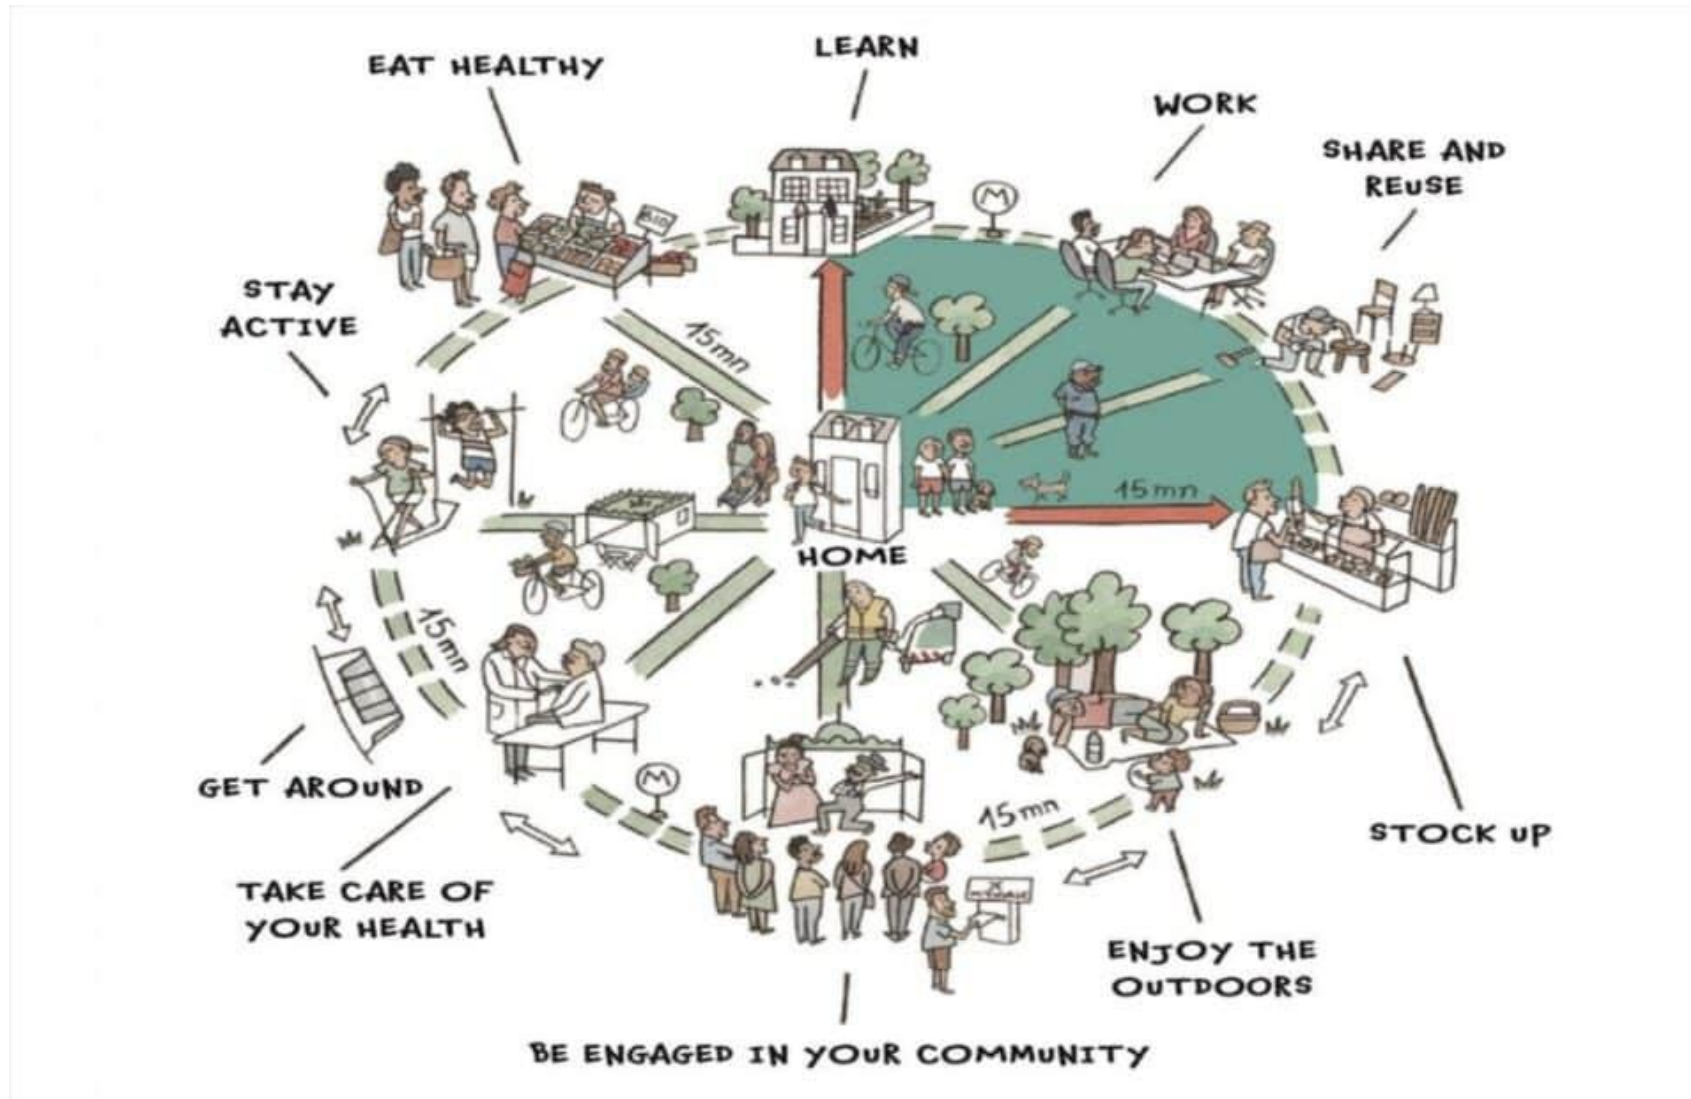 LEARN
EAT HEALTHY
WORK
SHARE AND
REUSE
M
BIO
STAY
ACTIVE
15mn
15mn
HOME
15mn
GET AROUND
M
15mn
STOCK UP
TAKE CARE OF
YOUR HEALTH
ENJOY THE
OUTDOORS
BE ENGAGED IN YOUR COMMUNITY